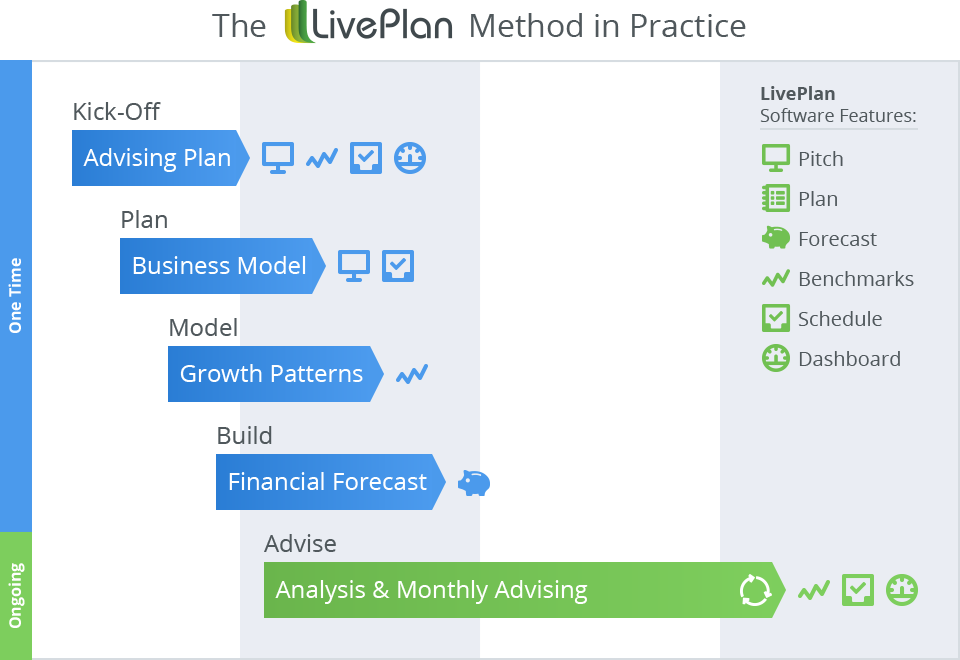 The LivePlan Method in Practice
LivePlan
Software Features:
Pitch
Plan
Forecast
Benchmarks
Schedule
Dashboard
One Time
Kick-Off
Advising Plan
Plan
Business Model
Model
Growth Patterns
Build
Financial Forecast
Ongoing
Advise
Analysis & Monthly Advising